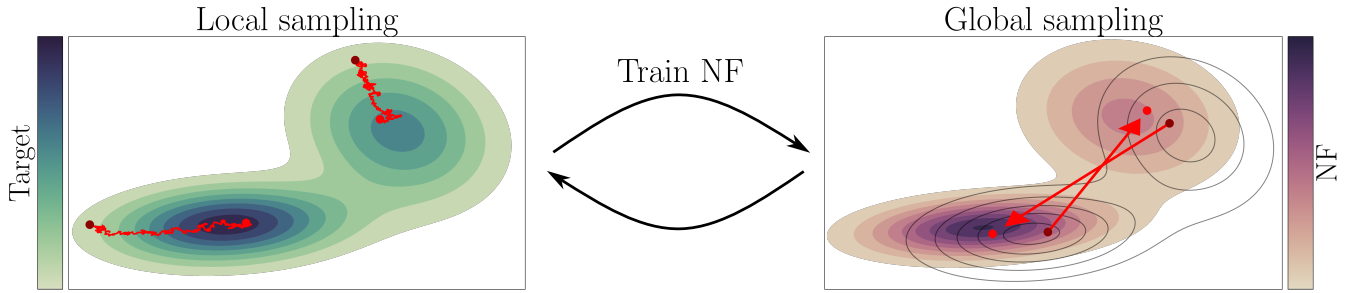 Local sampling
Global sampling
Train NF
Target
NF